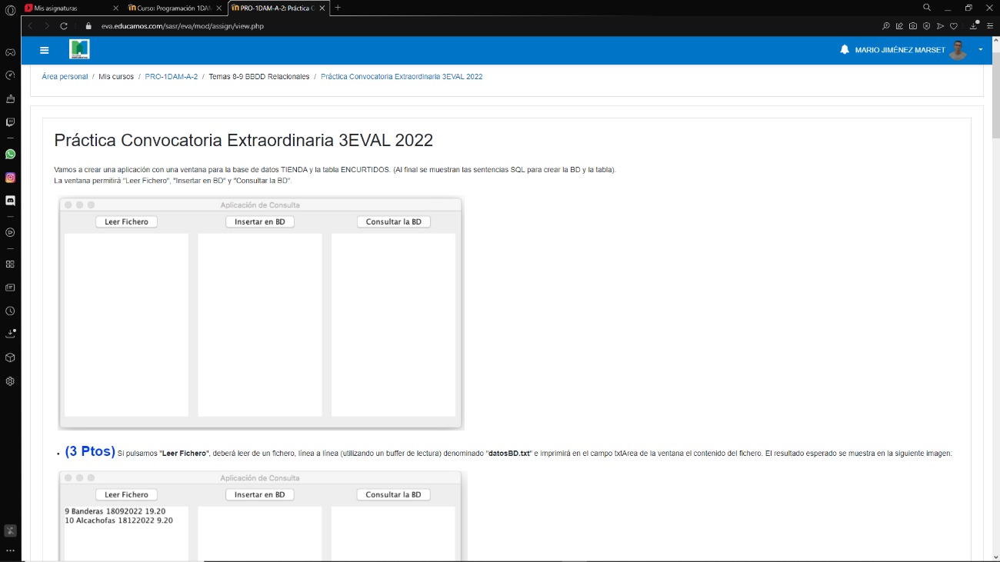 Mis asignaturas
Curso: Programación 1DAM
PRO-1DAM-A-2: Práctica C
eva.educamos.com/sasr/eva/mod/assign/view.php
MARIO JIMÉNEZ MARSET
Área personal / Mis cursos / PRO-1DAM-A-2 / Temas 8-9 BBDD Relacionales / Práctica Convocatoria Extraordinaria 3EVAL 2022
Práctica Convocatoria Extraordinaria 3EVAL 2022
Vamos a crear una aplicación con una ventana para la base de datos TIENDA y la tabla ENCURTIDOS. (Al final se muestran las sentencias SQL para crear la BD y la tabla).
La ventana permitirá "Leer Fichero", "Insertar en BD" y "Consultar la BD".
Aplicación de Consulta
Leer Fichero Insertar en BD Consultar la BD
• (3 Ptos) Si pulsamos "Leer Fichero", deberá leer de un fichero, línea a línea (utilizando un buffer de lectura) denominado "datosBD.txt" e imprimirá en el campo txtArea de la ventana el contenido del fichero. El resultado esperado se muestra en la siguiente imagen:
Aplicación de Consulta
Leer Fichero Insertar en BD Consultar la BD
9 Banderas 18092022 19.20
10 Alcachofas 18122022 9.20